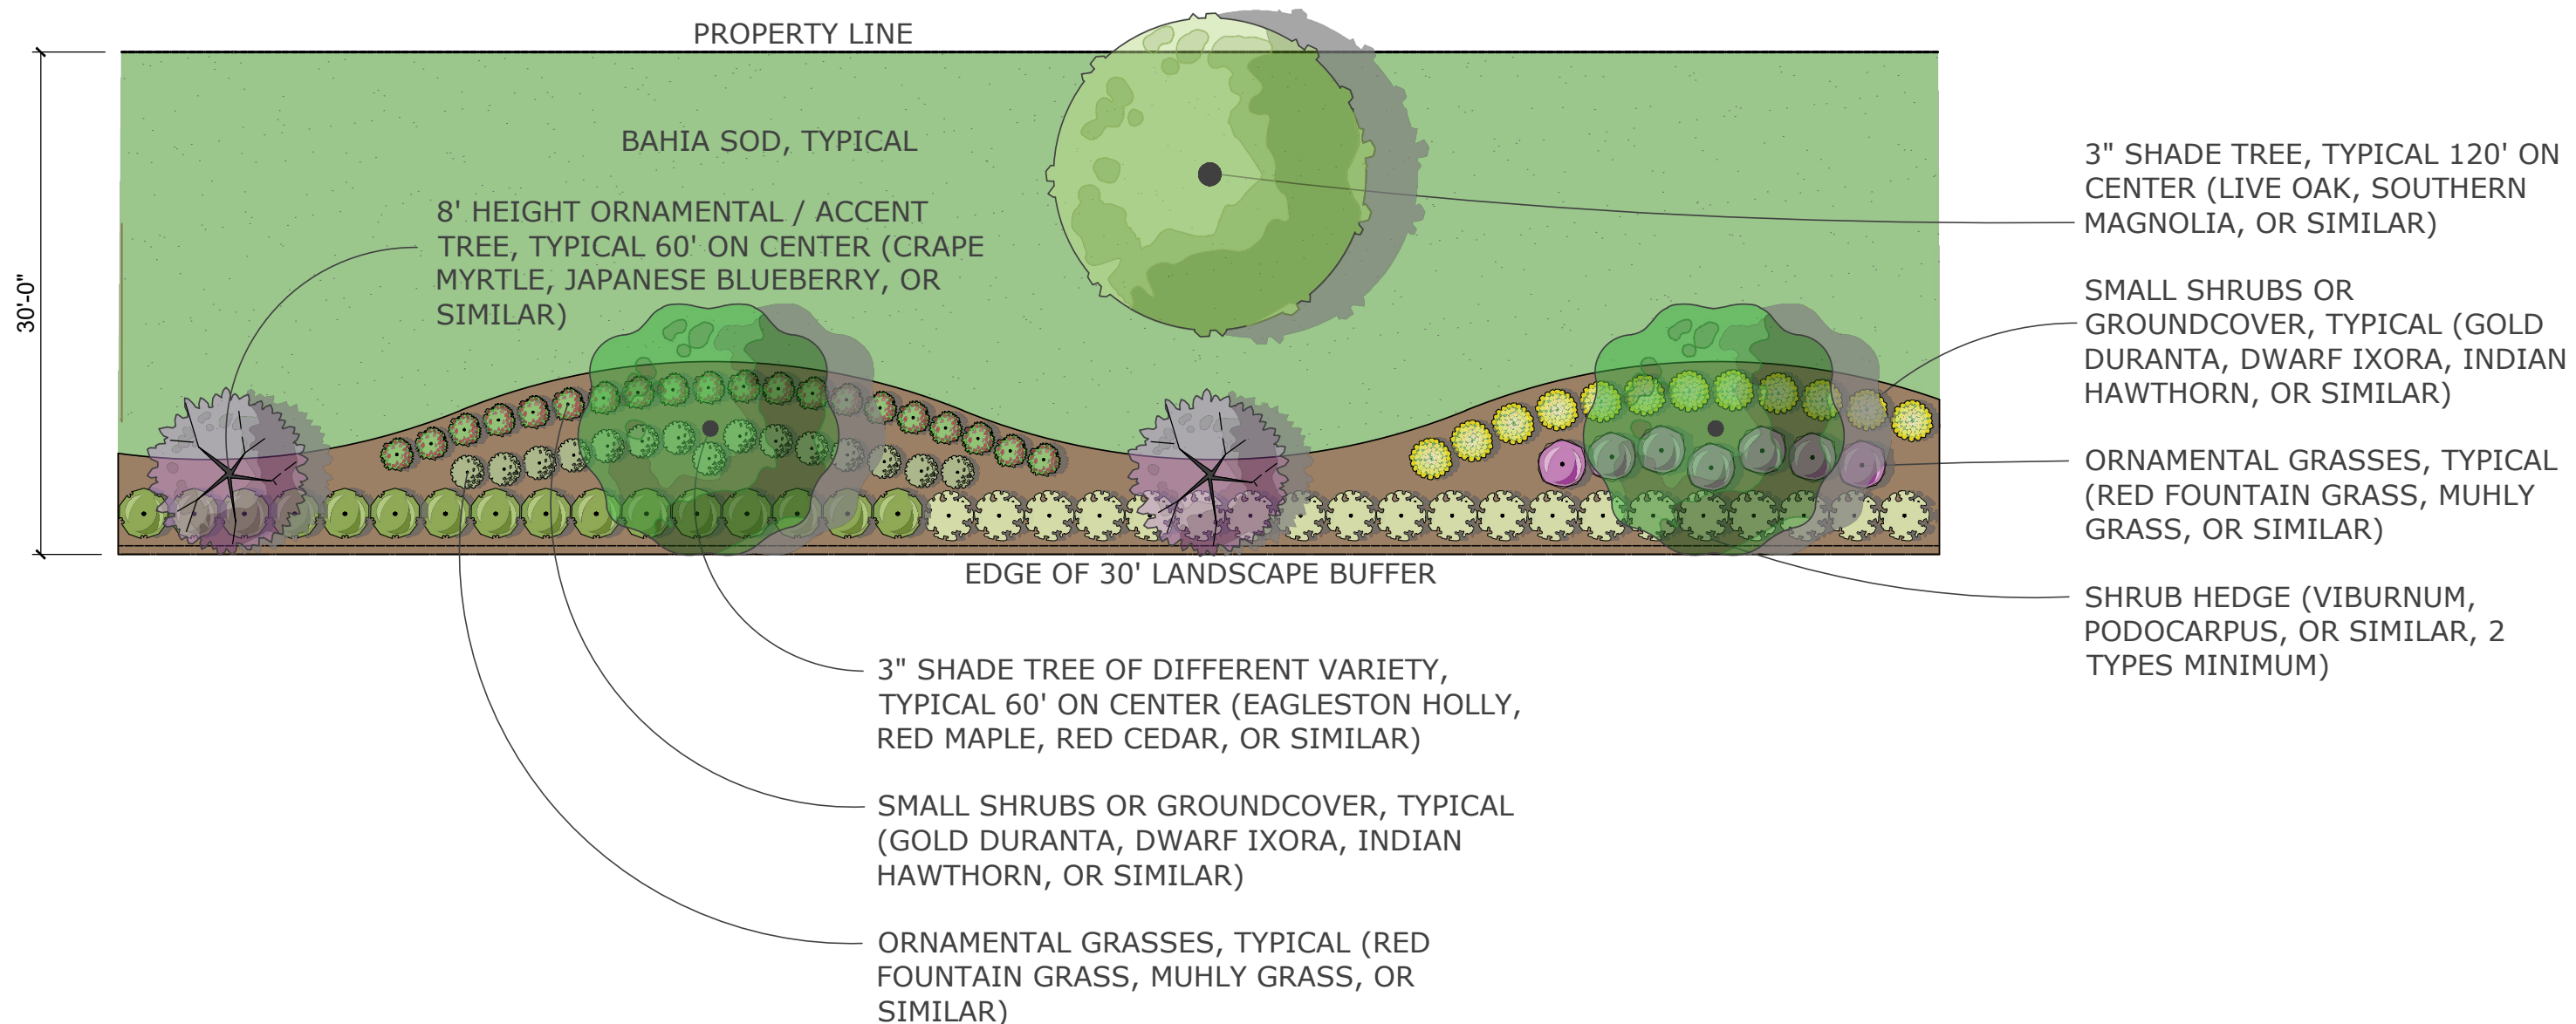 PROPERTY LINE
30'-0"
BAHIA SOD, TYPICAL
8' HEIGHT ORNAMENTAL / ACCENT
TREE, TYPICAL 60' ON CENTER (CRAPE
MYRTLE, JAPANESE BLUEBERRY, OR
SIMILAR)
3" SHADE TREE, TYPICAL 120' ON
CENTER (LIVE OAK, SOUTHERN
MAGNOLIA, OR SIMILAR)
SMALL SHRUBS OR
GROUNDCOVER, TYPICAL (GOLD
DURANTA, DWARF IXORA, INDIAN
HAWTHORN, OR SIMILAR)
ORNAMENTAL GRASSES, TYPICAL
(RED FOUNTAIN GRASS, MUHLY
GRASS, OR SIMILAR)
SHRUB HEDGE (VIBURNUM,
PODOCARPUS, OR SIMILAR, 2
TYPES MINIMUM)
EDGE OF 30' LANDSCAPE BUFFER
3" SHADE TREE OF DIFFERENT VARIETY,
TYPICAL 60' ON CENTER (EAGLESTON HOLLY,
RED MAPLE, RED CEDAR, OR SIMILAR)
SMALL SHRUBS OR GROUNDCOVER, TYPICAL
(GOLD DURANTA, DWARF IXORA, INDIAN
HAWTHORN, OR SIMILAR)
ORNAMENTAL GRASSES, TYPICAL (RED
FOUNTAIN GRASS, MUHLY GRASS, OR
SIMILAR)